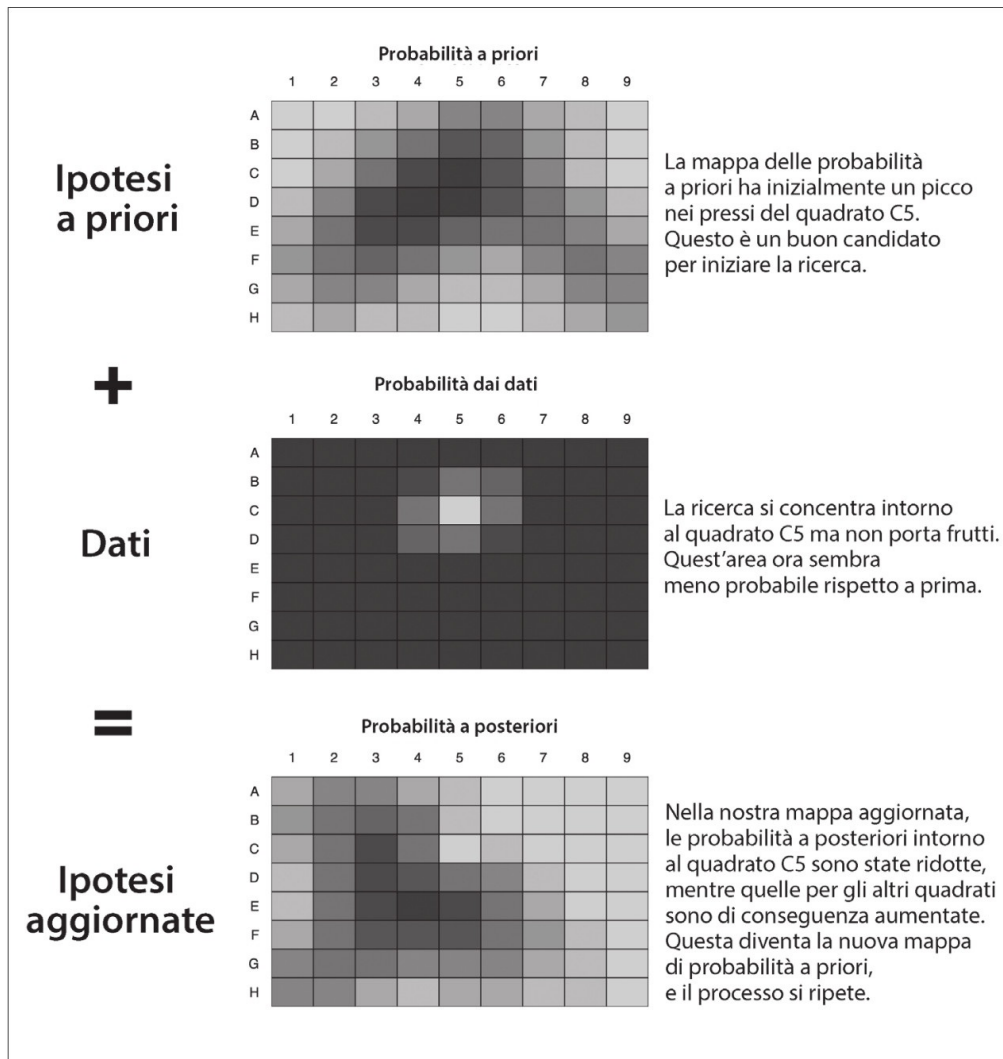 Probabilità a priori
1 2 3 4 5 6 7 8 9
A
B
C
D
E
F
G
H
Ipotesi
a priori
La mappa delle probabilità
a priori ha inizialmente un picco
nei pressi del quadrato C5.
Questo è un buon candidato
per iniziare la ricerca.
+
Probabilità dai dati
1 2 3 4 5 6 7 8 9
A
B
C
D
E
F
G
H
Dati
La ricerca si concentra intorno
al quadrato C5 ma non porta frutti.
Quest'area ora sembra
meno probabile rispetto a prima.
=
Probabilità a posteriori
1 2 3 4 5 6 7 8 9
A
B
C
D
E
F
G
H
Ipotesi
aggiornate
Nella nostra mappa aggiornata,
le probabilità a posteriori intorno
al quadrato C5 sono state ridotte,
mentre quelle per gli altri quadrati
sono di conseguenza aumentate.
Questa diventa la nuova mappa
di probabilità a priori,
e il processo si ripete.